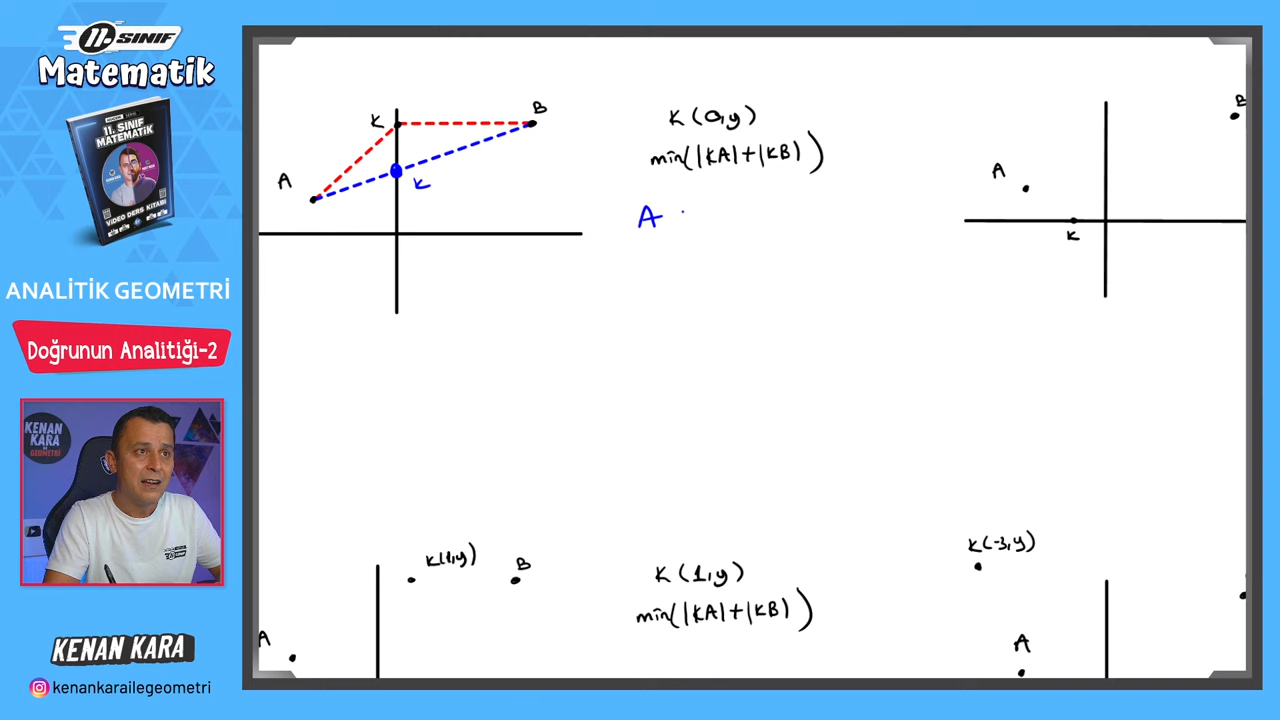 11.SINIF
Matematik
11. SINIF
MATEMATİK
VİDEO DERS KİTABI
ANALİTİK GEOMETRİ
Doğrunun Analitiği-2
KENAN
KARA
GEOMETRİ
KENAN KARA
kenankarailegeometri
K
B
A
K
K(0,y)
min(|KA|+|KB|)
A
B
A
K
K(1,y)
B
A
K(1,y)
min(|KA|+|KB|)
K(-3,y)
A